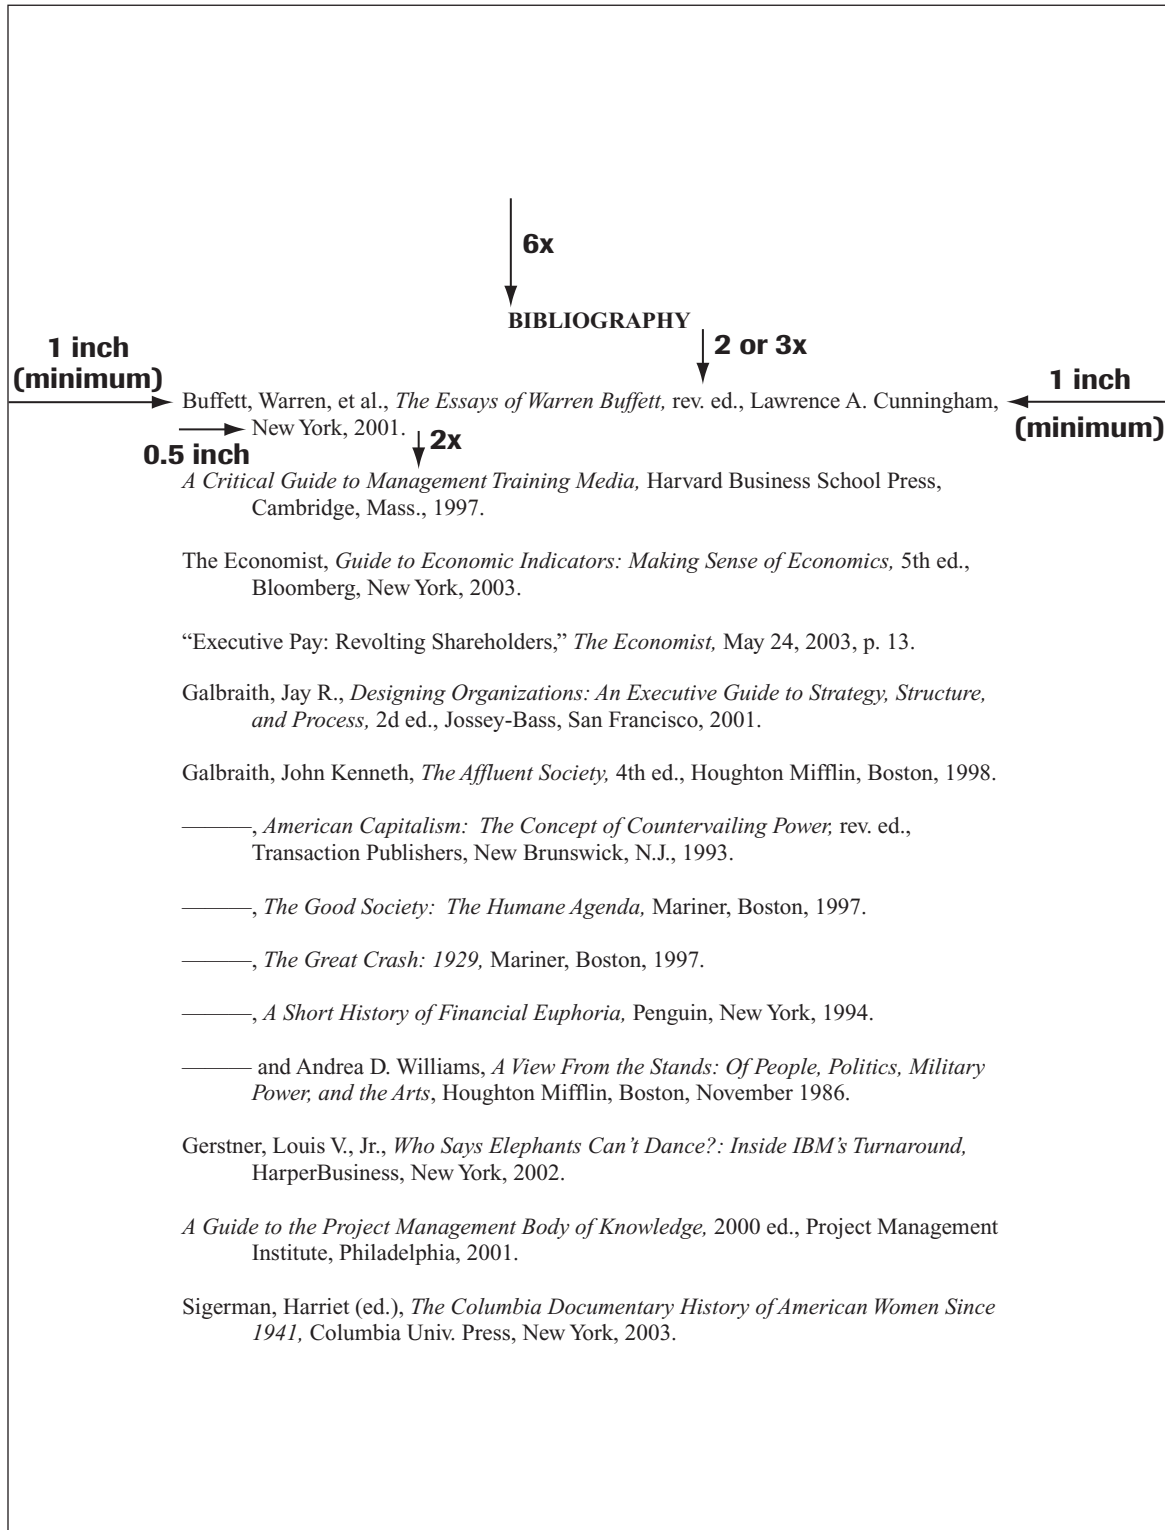 6x
BIBLIOGRAPHY
2 or 3x
1 inch
(minimum)
1 inch
(minimum)
Buffett, Warren, et al., The Essays of Warren Buffett, rev. ed., Lawrence A. Cunningham,
New York, 2001.
0.5 inch
2x
A Critical Guide to Management Training Media, Harvard Business School Press,
Cambridge, Mass., 1997.
The Economist, Guide to Economic Indicators: Making Sense of Economics, 5th ed.,
Bloomberg, New York, 2003.
“Executive Pay: Revolting Shareholders,” The Economist, May 24, 2003, p. 13.
Galbraith, Jay R., Designing Organizations: An Executive Guide to Strategy, Structure,
and Process, 2d ed., Jossey-Bass, San Francisco, 2001.
Galbraith, John Kenneth, The Affluent Society, 4th ed., Houghton Mifflin, Boston, 1998.
———, American Capitalism:  The Concept of Countervailing Power, rev. ed.,
Transaction Publishers, New Brunswick, N.J., 1993.
———, The Good Society:  The Humane Agenda, Mariner, Boston, 1997.
———, The Great Crash: 1929, Mariner, Boston, 1997.
———, A Short History of Financial Euphoria, Penguin, New York, 1994.
——— and Andrea D. Williams, A View From the Stands: Of People, Politics, Military
Power, and the Arts, Houghton Mifflin, Boston, November 1986.
Gerstner, Louis V., Jr., Who Says Elephants Can’t Dance?: Inside IBM’s Turnaround,
HarperBusiness, New York, 2002.
A Guide to the Project Management Body of Knowledge, 2000 ed., Project Management
Institute, Philadelphia, 2001.
Sigerman, Harriet (ed.), The Columbia Documentary History of American Women Since
1941, Columbia Univ. Press, New York, 2003.